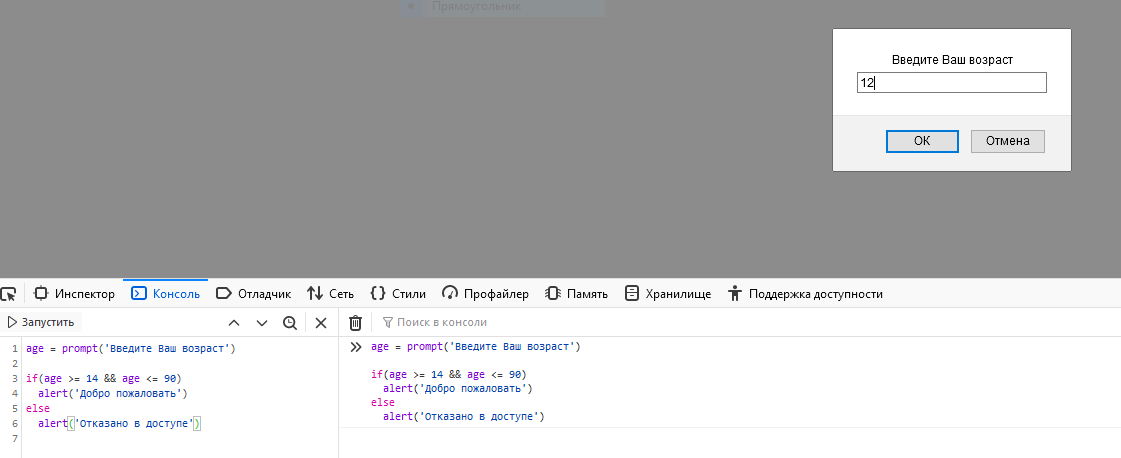 Прямоугольник
Введите Ваш возраст
12
ОК
Отмена
Инспектор Консоль Отладчик Сеть Стили Профайлер Память Хранилище Поддержка доступности
Запустить
Поиск в консоли
1 age = prompt('Введите Ваш возраст')
2
3 if(age >= 14 && age <= 90)
4 alert('Добро пожаловать')
5 else
6 alert('Отказано в доступе')
7
age = prompt('Введите Ваш возраст')
if(age >= 14 && age <= 90)
alert('Добро пожаловать')
else
alert('Отказано в доступе')